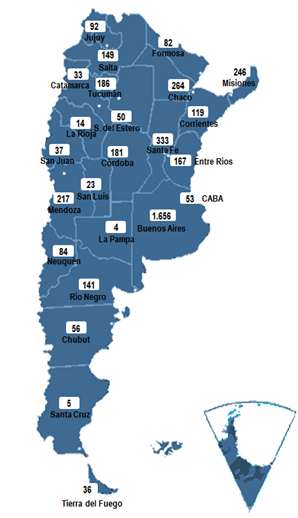 92
Jujuy
82
Formosa
149
Salta
33
Catamarca
186
Tucumán
264
Chaco
246
Misiones
119
Corrientes
14
La Rioja
50
S. del Estero
333
Santa Fe
37
San Juan
181
Córdoba
167 Entre Ríos
23
San Luis
217
Mendoza
53 CABA
4
La Pampa
1.656
Buenos Aires
84
Neuquén
141
Río Negro
56
Chubut
5
Santa Cruz
36
Tierra del Fuego